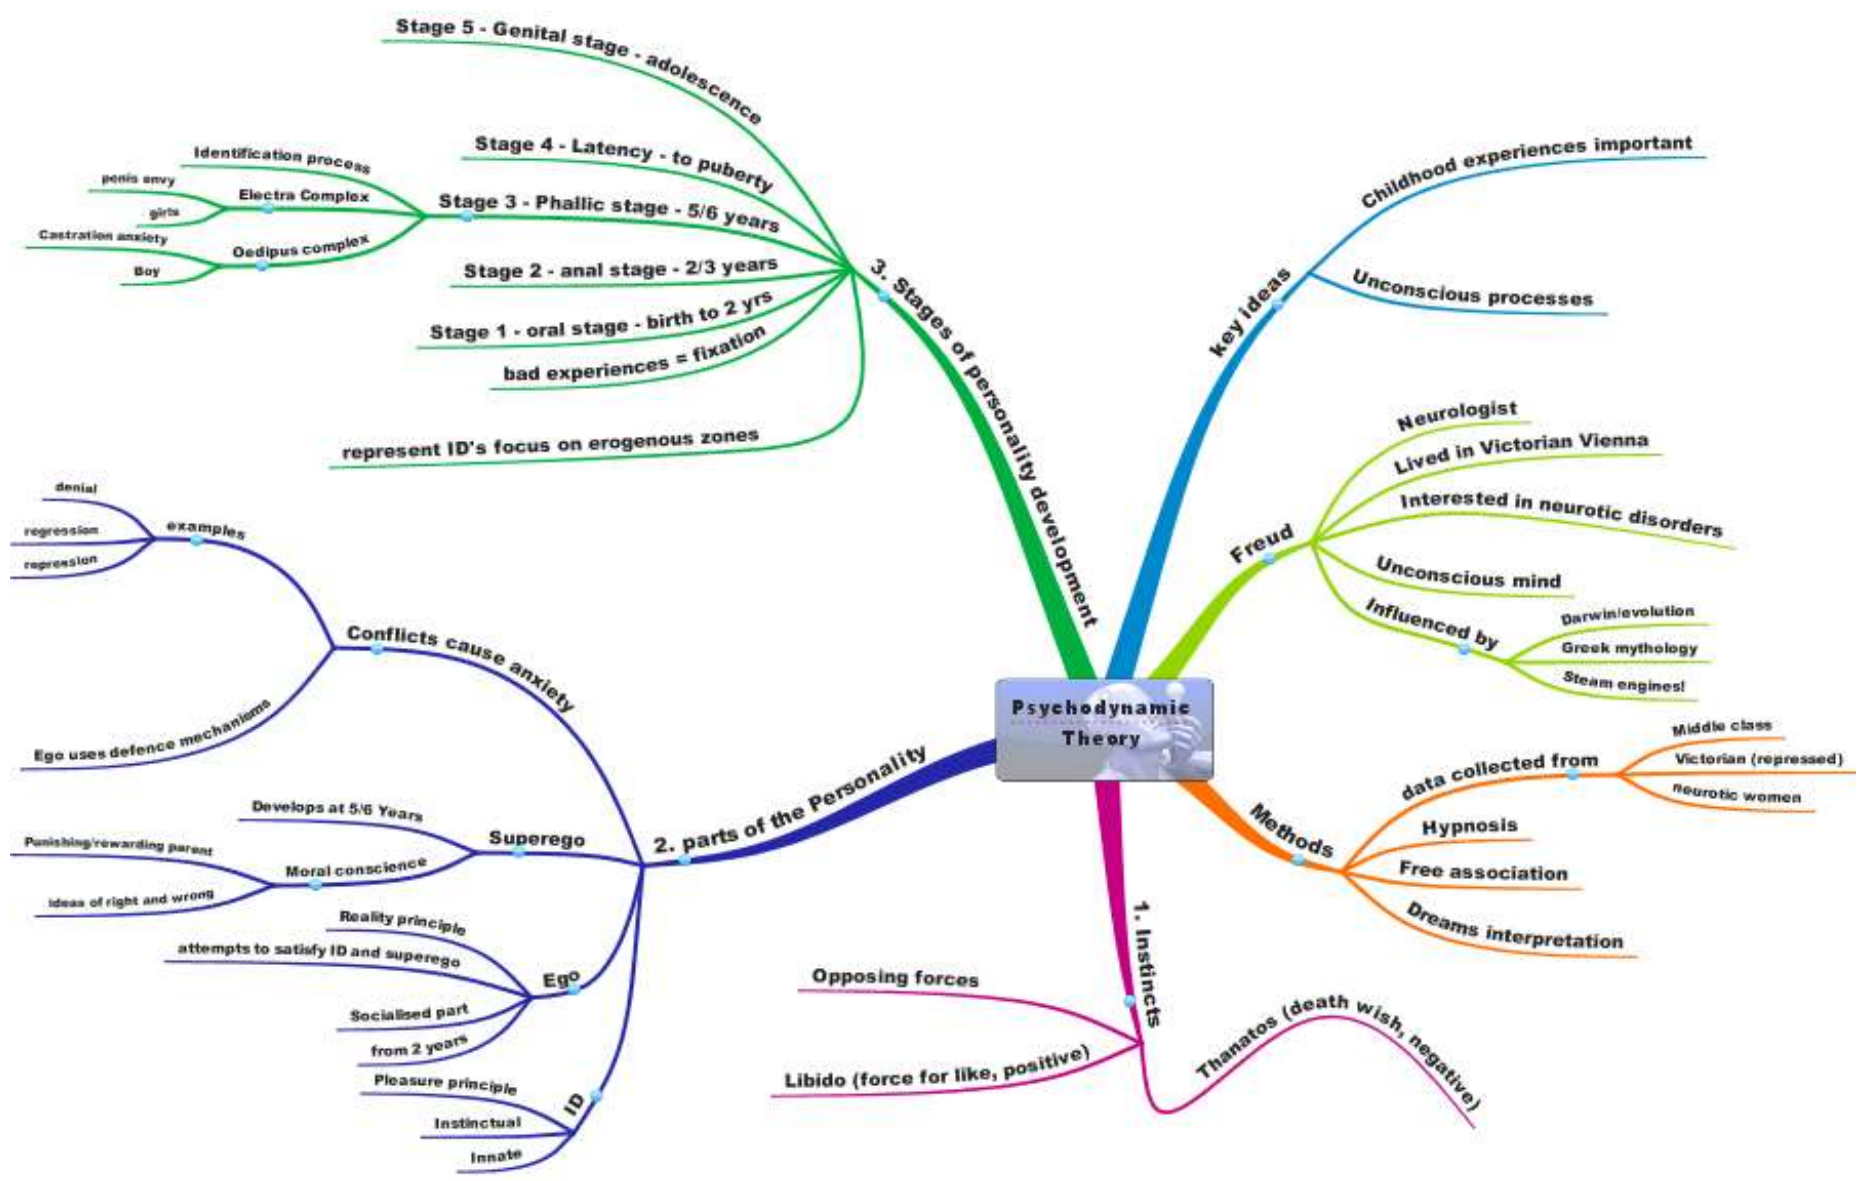 Psychodynamic
Theory
key ideas
Childhood experiences important
Unconscious processes
Freud
Neurologist
Lived in Victorian Vienna
Interested in neurotic disorders
Unconscious mind
Influenced by
Darwin/evolution
Greek mythology
Steam engines!
Methods
data collected from
Middle class
Victorian (repressed)
neurotic women
Hypnosis
Free association
Dreams interpretation
1. Instincts
Opposing forces
Libido (force for like, positive)
Thanatos (death wish, negative)
2. parts of the Personality
Conflicts cause anxiety
examples
denial
regression
repression
Ego uses defence mechanisms
Superego
Develops at 5/6 Years
Moral conscience
Punishing/rewarding parent
ideas of right and wrong
Ego
Reality principle
attempts to satisfy ID and superego
Socialised part
from 2 years
ID
Pleasure principle
Instinctual
Innate
3. Stages of personality development
Stage 5 - Genital stage - adolescence
Stage 4 - Latency - to puberty
Stage 3 - Phallic stage - 5/6 years
Identification process
Electra Complex
penis envy
girls
Oedipus complex
Castration anxiety
Boy
Stage 2 - anal stage - 2/3 years
Stage 1 - oral stage - birth to 2 yrs
bad experiences = fixation
represent ID's focus on erogenous zones